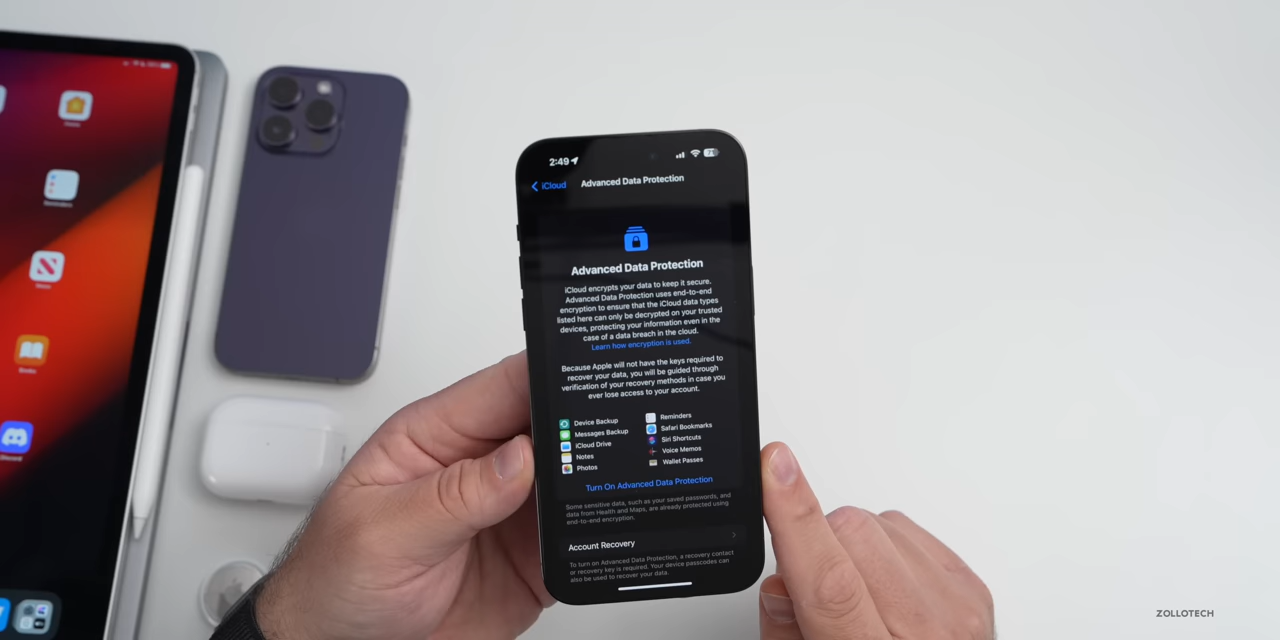 Home
Reminders
News
Books
Discord
2:49
71
iCloud
Advanced Data Protection
Advanced Data Protection
iCloud encrypts your data to keep it secure.
Advanced Data Protection uses end-to-end
encryption to ensure that the iCloud data types
listed here can only be decrypted on your trusted
devices, protecting your information even in the
case of a data breach in the cloud.
Learn how encryption is used.
Because Apple will not have the keys required to
recover your data, you will be guided through
verification of your recovery methods in case you
ever lose access to your account.
Device Backup
Messages Backup
iCloud Drive
Notes
Photos
Reminders
Safari Bookmarks
Siri Shortcuts
Voice Memos
Wallet Passes
Turn On Advanced Data Protection
Some sensitive data, such as your saved passwords, and
data from Health and Maps, are already protected using
end-to-end encryption.
Account Recovery
To turn on Advanced Data Protection, a recovery contact
or recovery key is required. Your device passcodes can
also be used to recover your data.
ZOLLOTECH